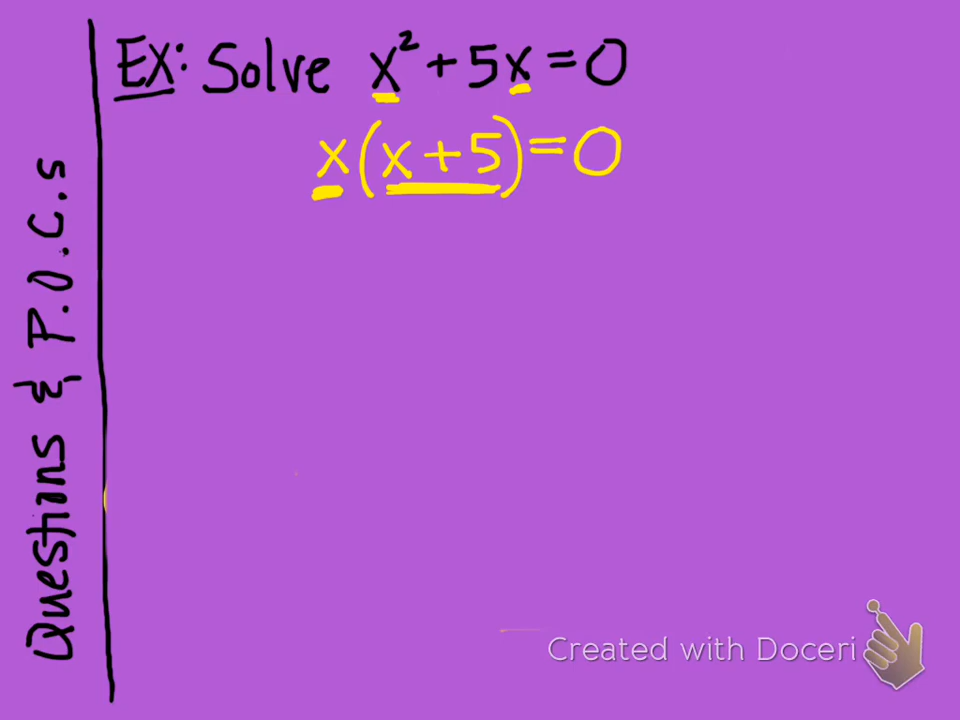 EX: Solve x² + 5x = 0
x(x + 5) = 0
Questions & P.O.C.s
Created with Doceri